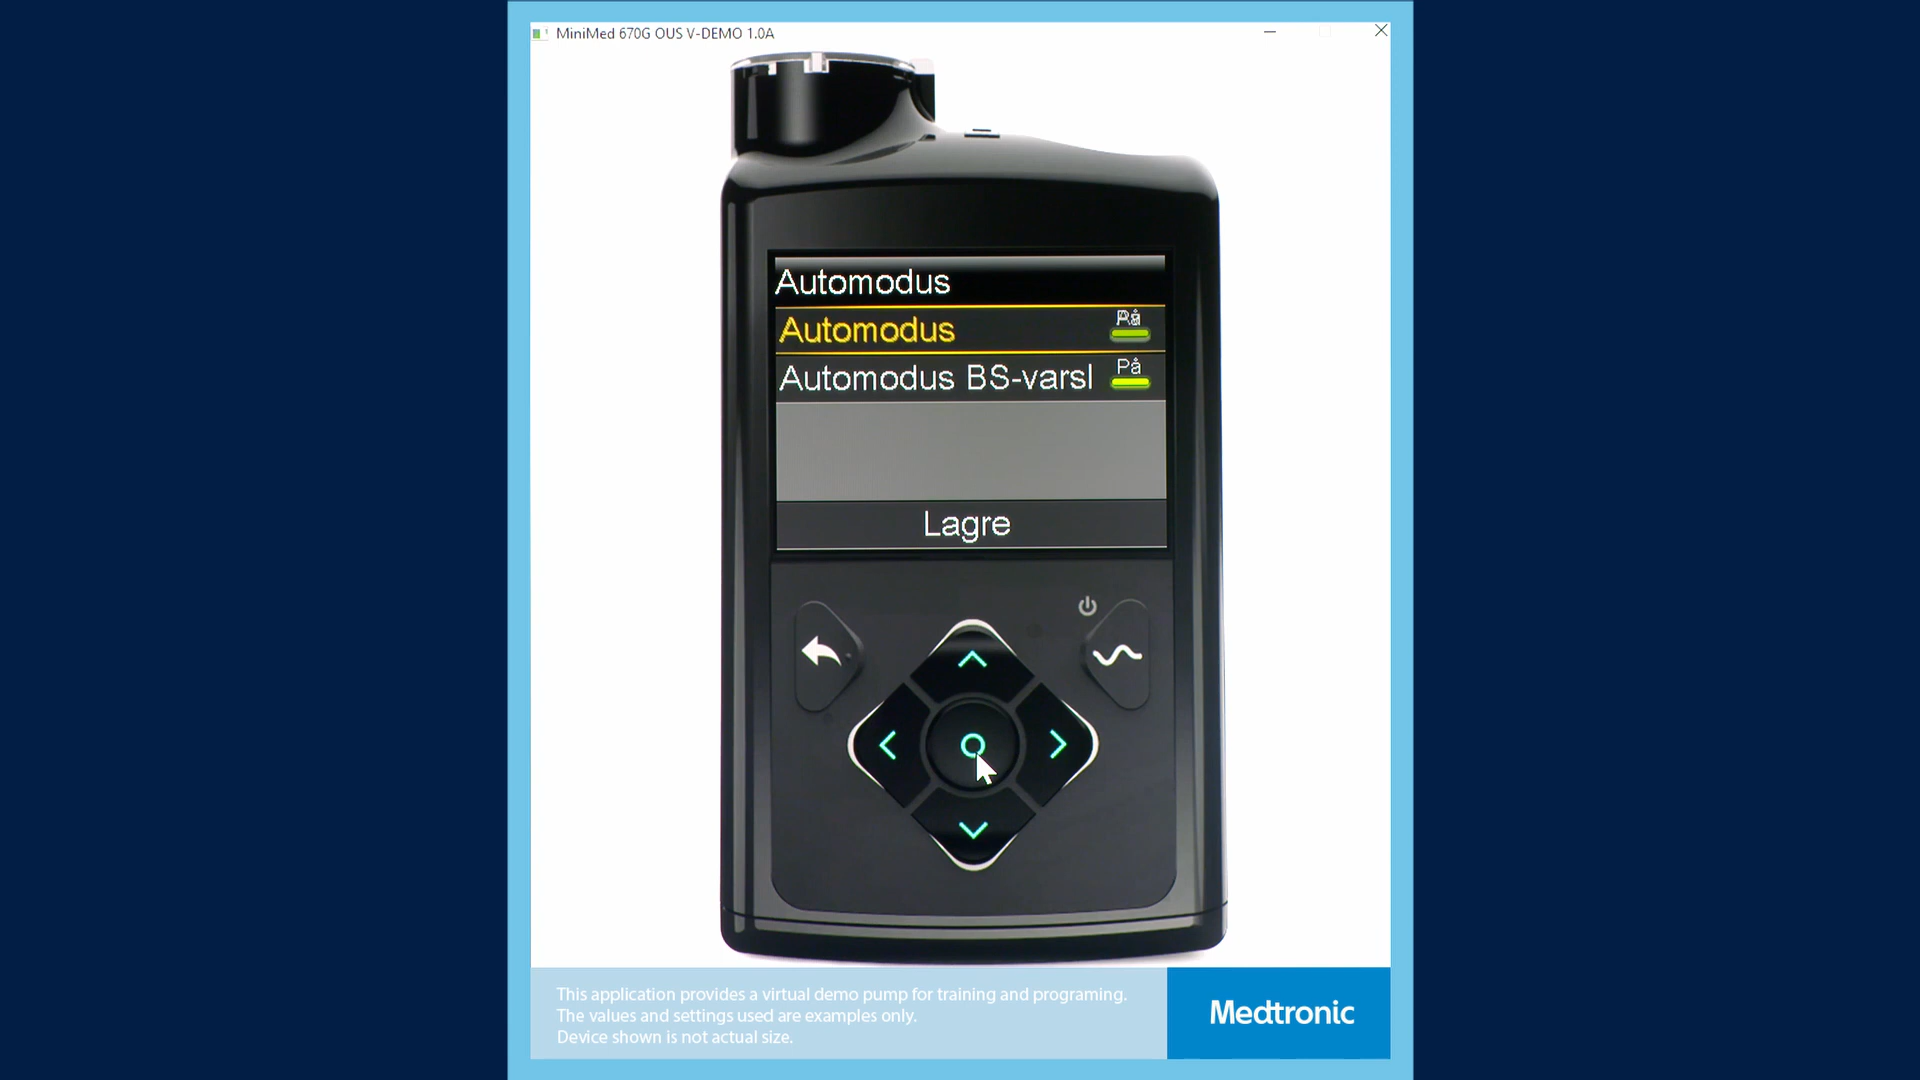 MiniMed 670G OUS V-DEMO 1.0A
Automodus
Automodus
Automodus BS-varsl På
Lagre
This application provides a virtual demo pump for training and programing.
The values and settings used are examples only.
Device shown is not actual size.
Medtronic